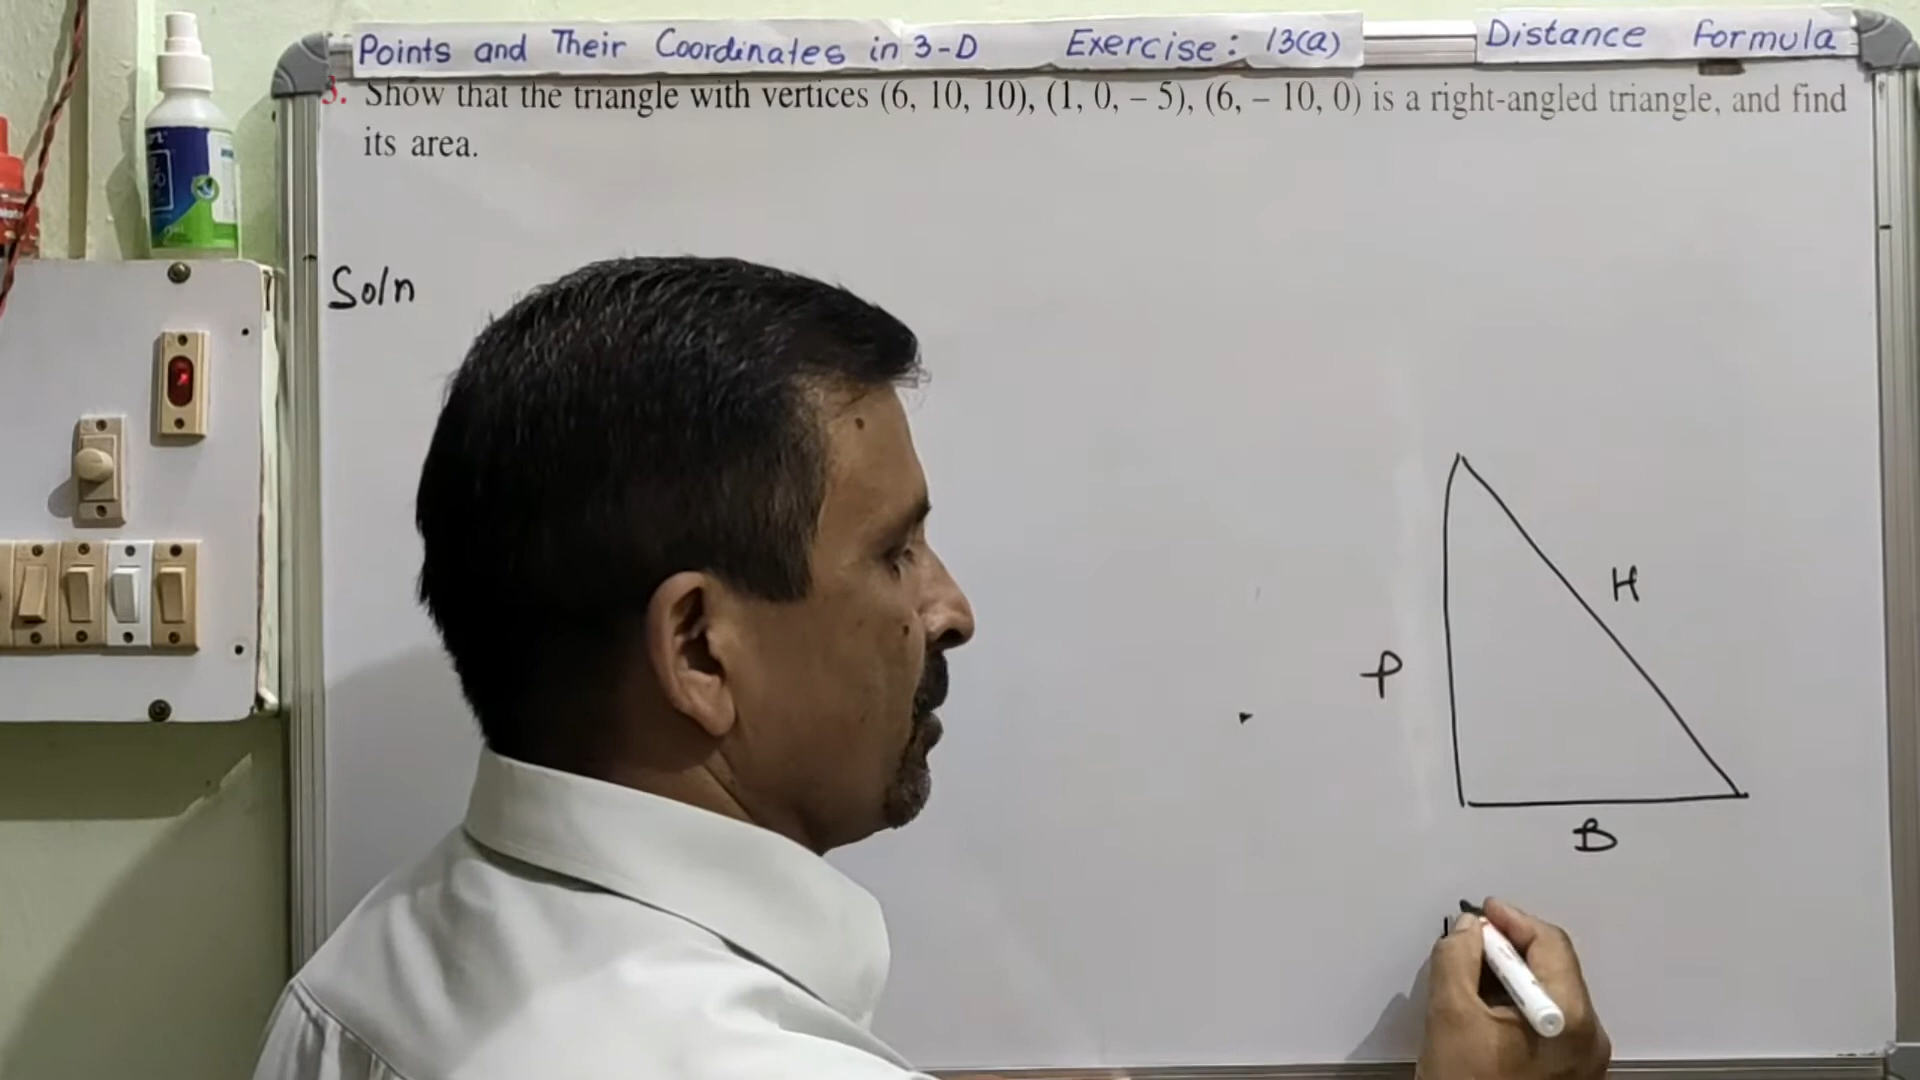 Points and Their Coordinates in 3-D Exercise: 13(a) Distance Formula
3. Show that the triangle with vertices (6, 10, 10), (1, 0, – 5), (6, – 10, 0) is a right-angled triangle, and find
its area.
Soln
H
P
B